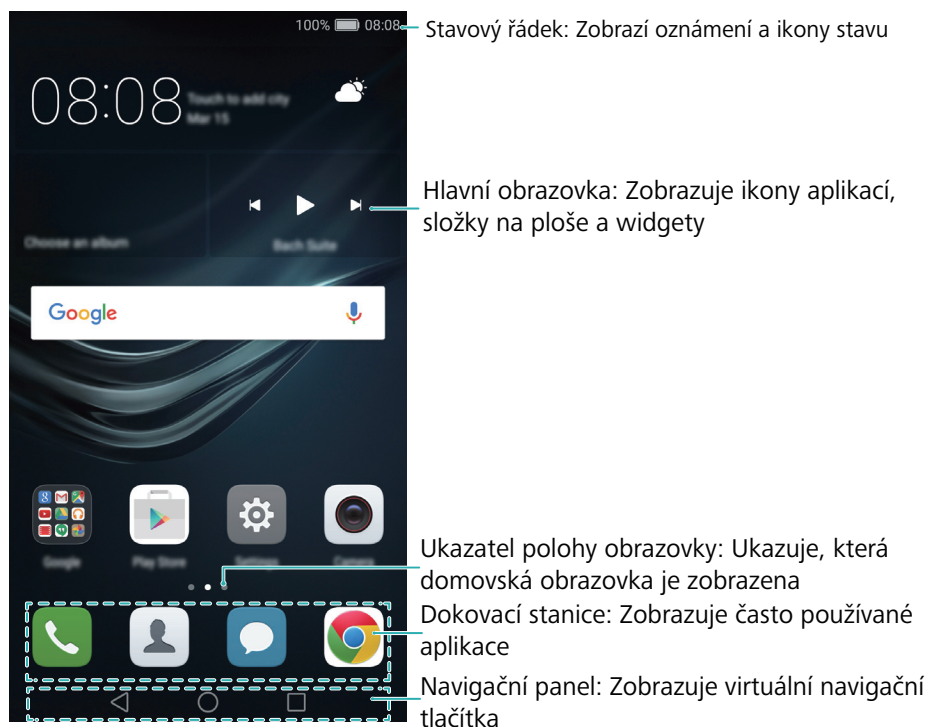 100% 08:08
Stavový řádek: Zobrazí oznámení a ikony stavu
08:08
Touch to add city
Mar 15
Hlavní obrazovka: Zobrazuje ikony aplikací,
složky na ploše a widgety
Choose an album
Bach Suite
Google
Google
Play Store
Settings
Camera
Ukazatel polohy obrazovky: Ukazuje, která
domovská obrazovka je zobrazena
Dokovací stanice: Zobrazuje často používané
aplikace
Navigační panel: Zobrazuje virtuální navigační
tlačítka